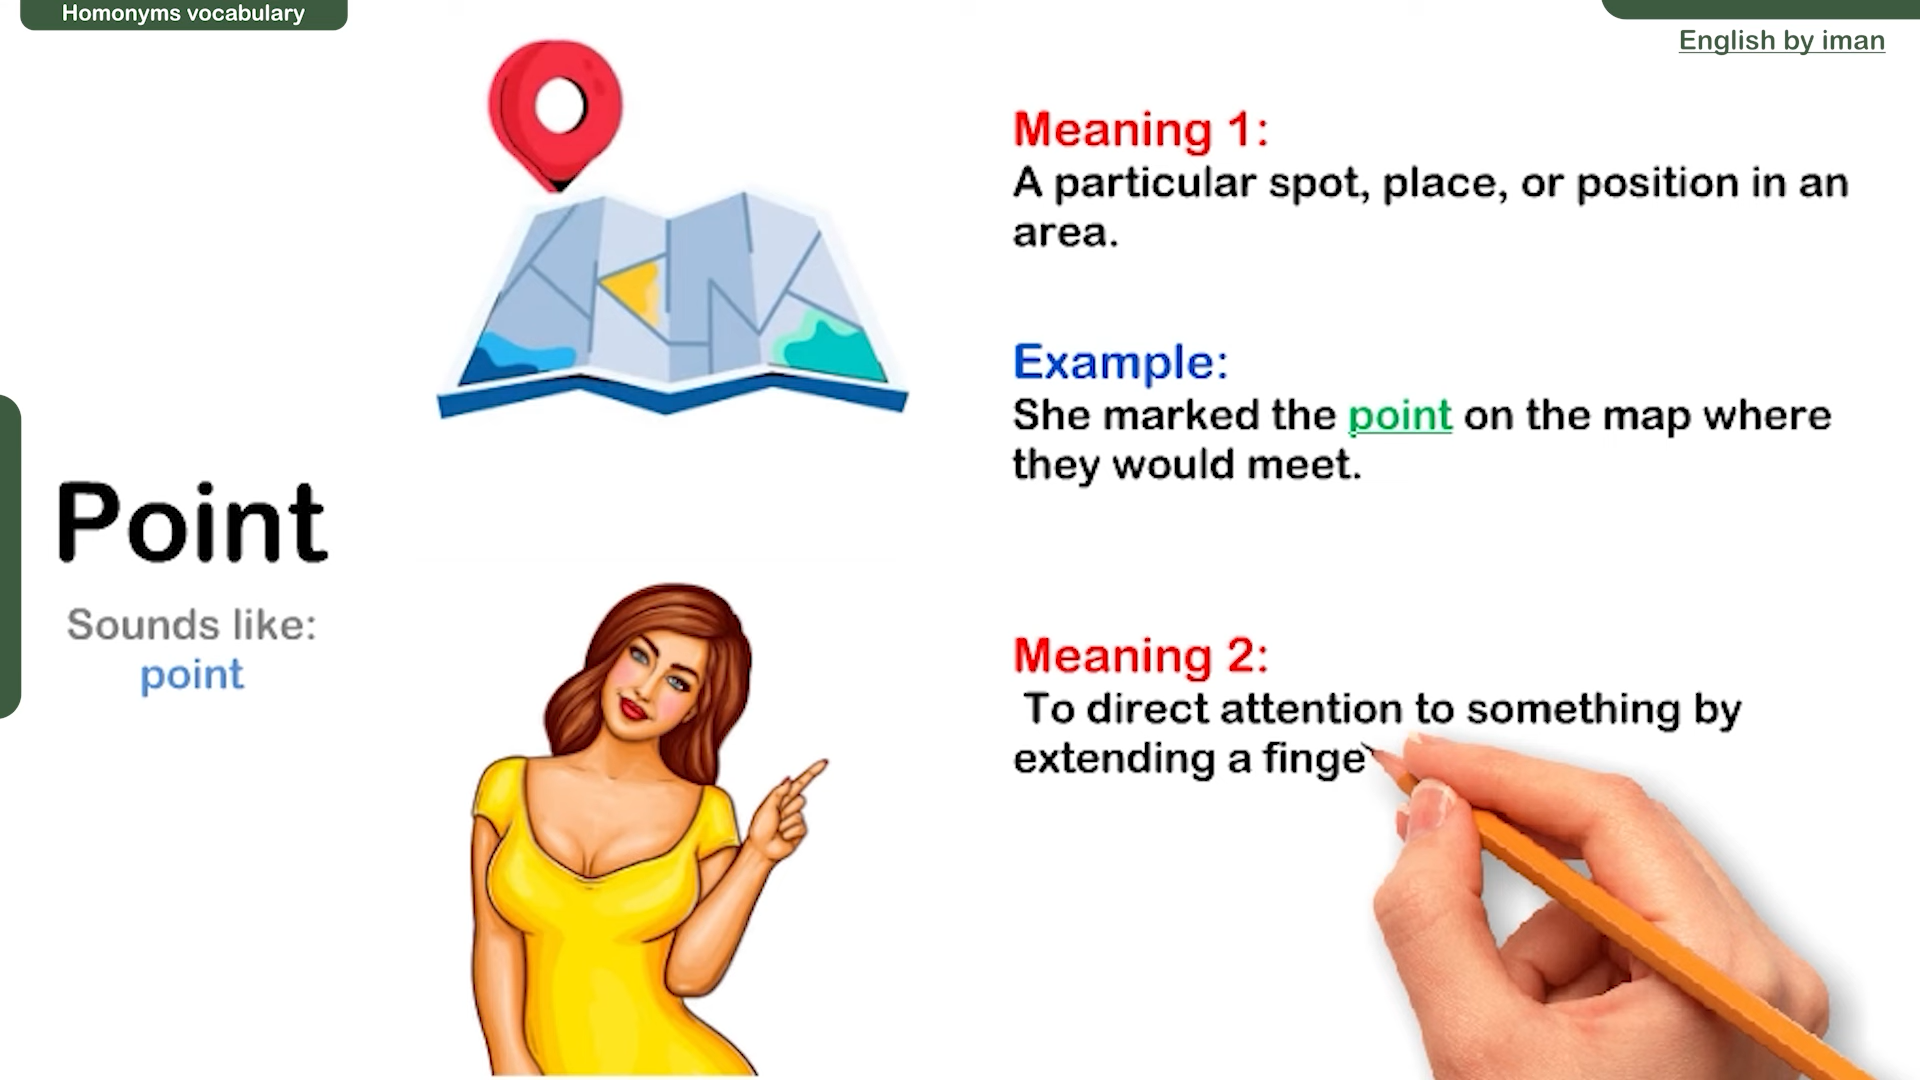 Homonyms vocabulary
English by iman
Point
Sounds like:
point
Meaning 1:
A particular spot, place, or position in an
area.
Example:
She marked the point on the map where
they would meet.
Meaning 2:
To direct attention to something by
extending a finge